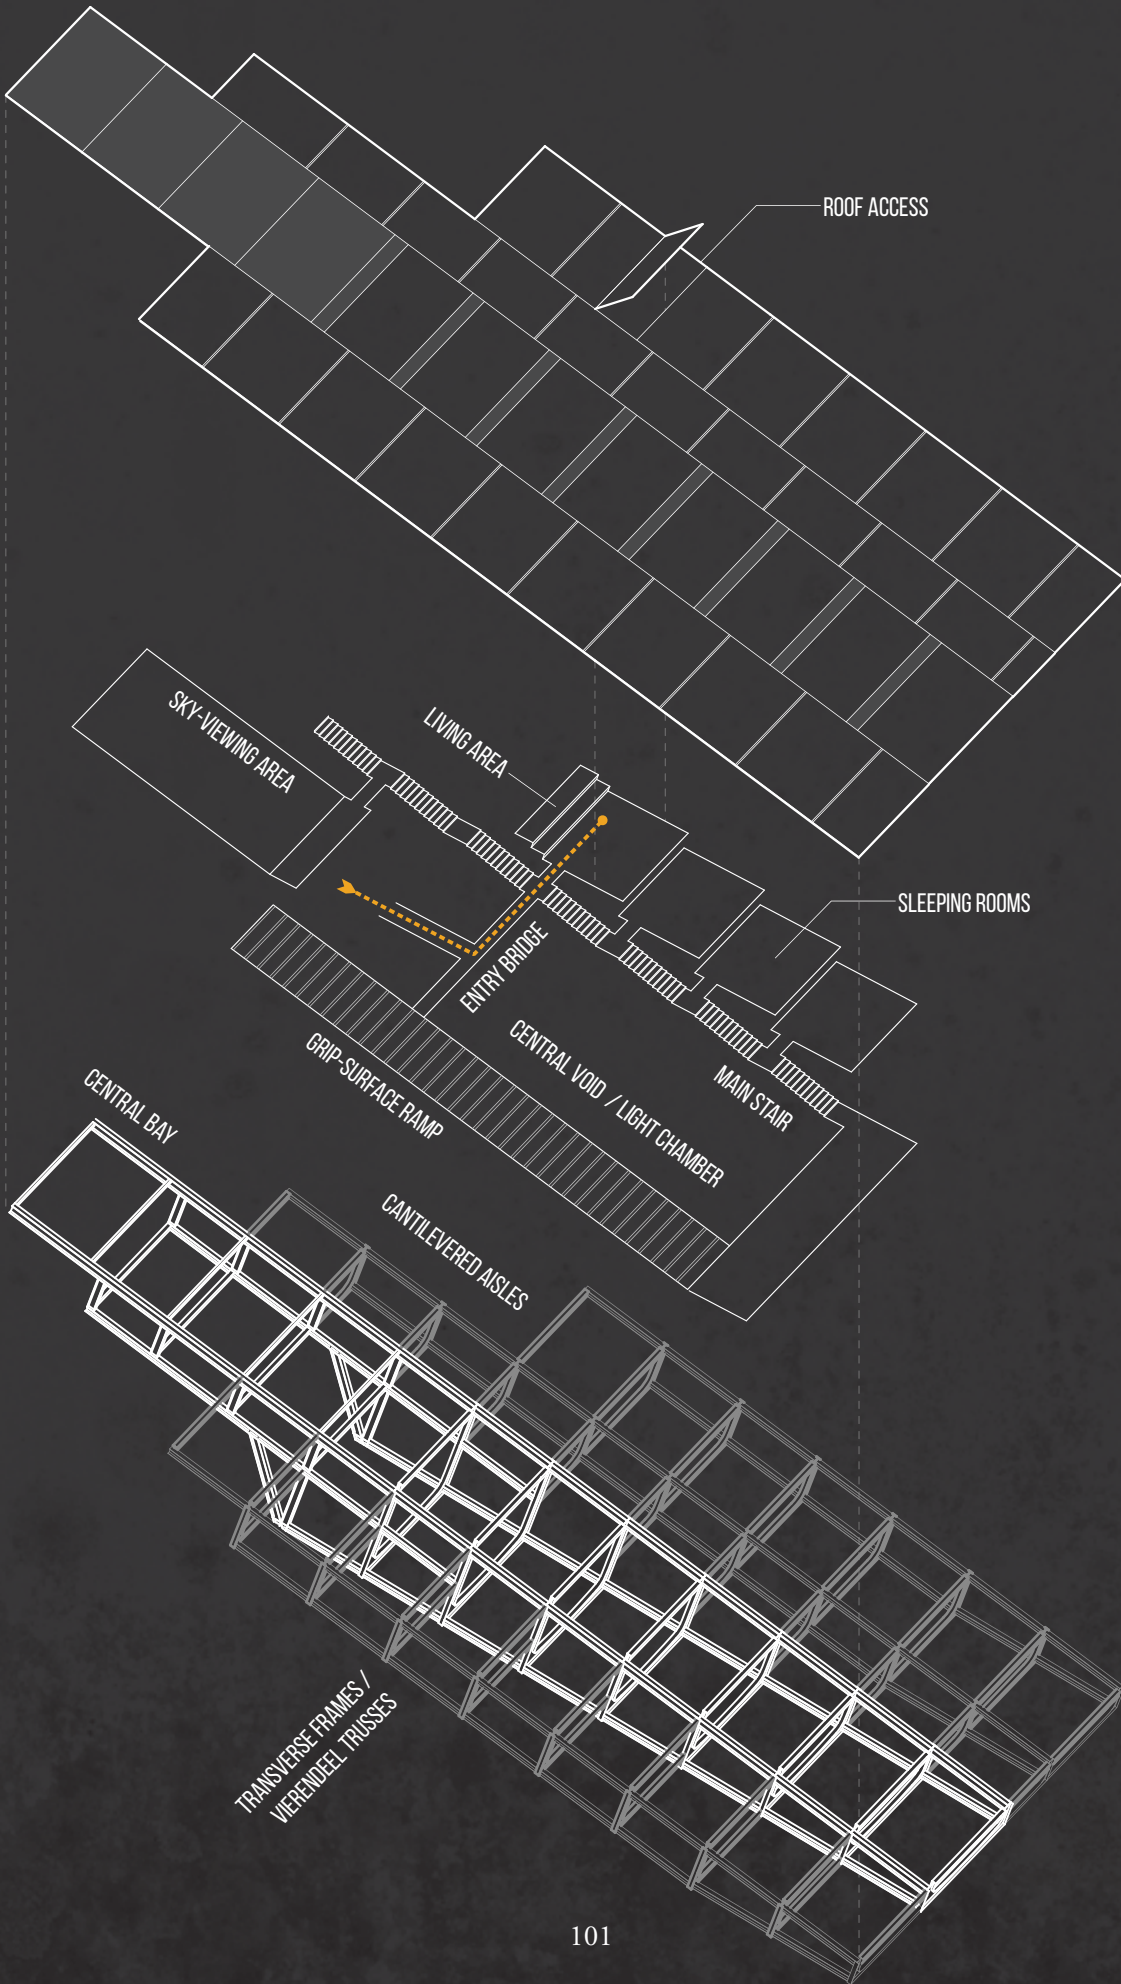 ROOF ACCESS
SKY-VIEWING AREA
LIVING AREA
SLEEPING ROOMS
ENTRY BRIDGE
CENTRAL VOID / LIGHT CHAMBER
GRIP-SURFACE RAMP
MAIN STAIR
CENTRAL BAY
CANTILEVERED AISLES
TRANSVERSE FRAMES /
VIERENDEEL TRUSSES
101